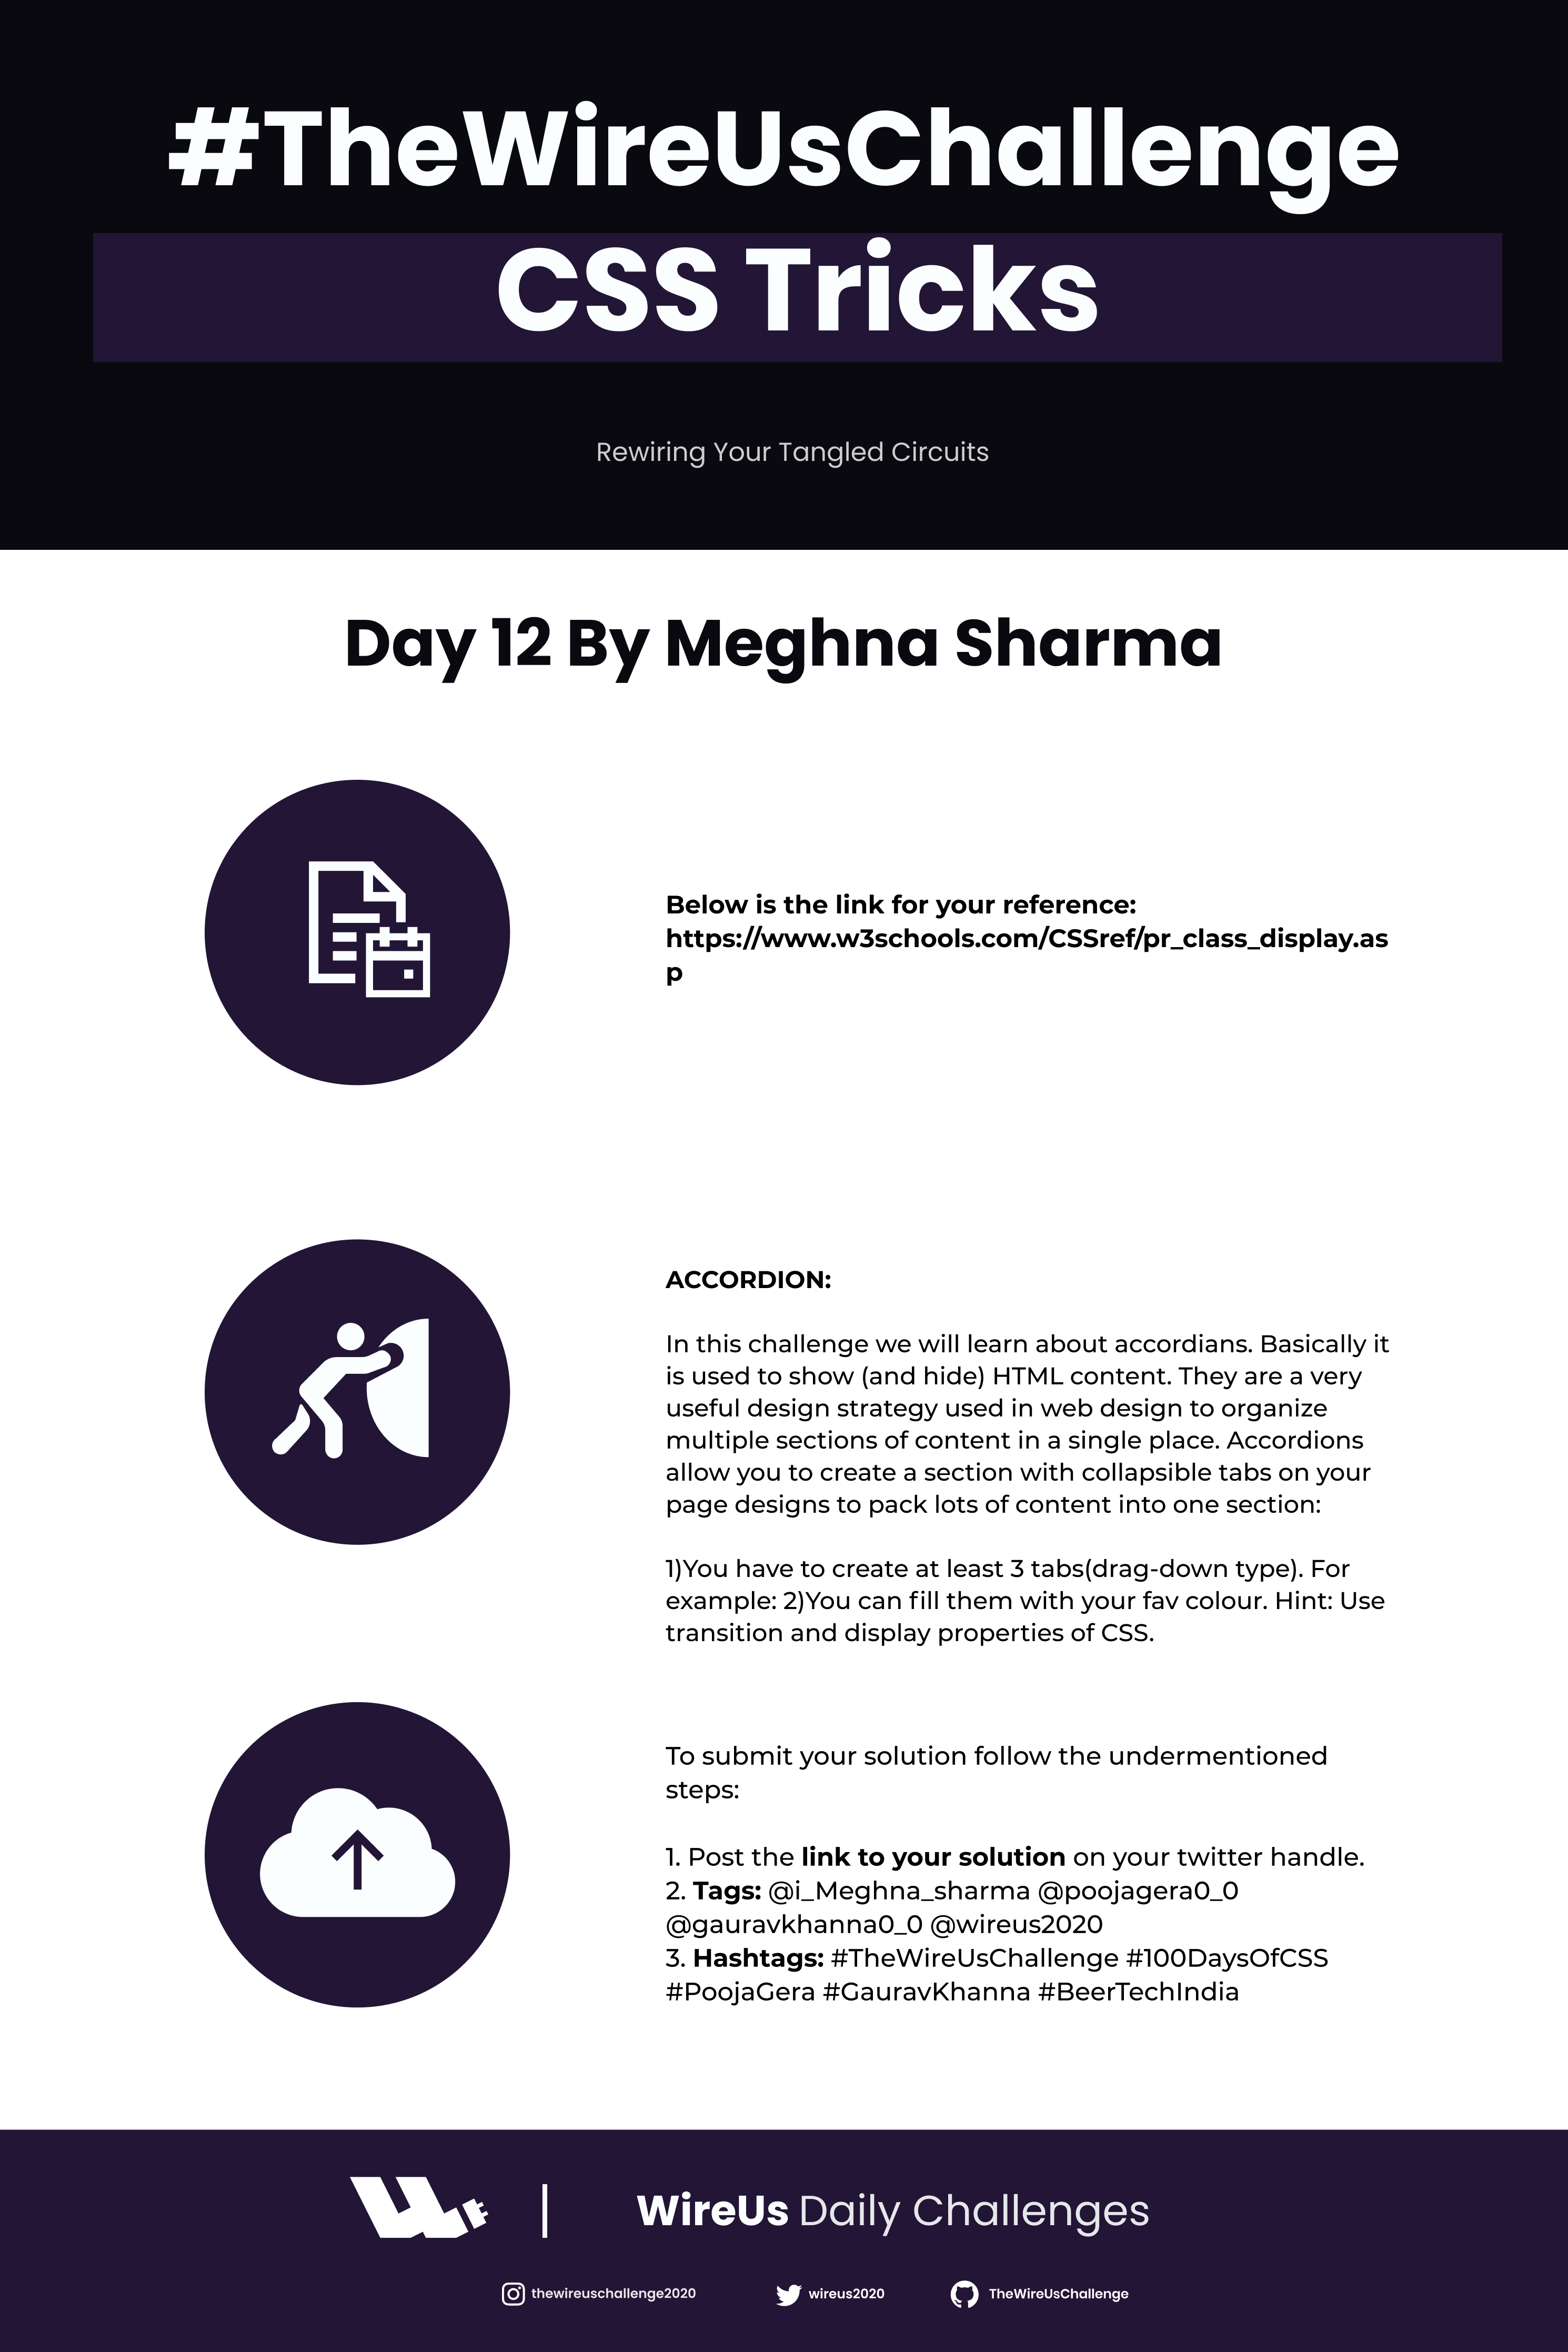 #TheWireUsChallenge
CSS Tricks
Rewiring Your Tangled Circuits
Day 12 By Meghna Sharma
Below is the link for your reference:
https://www.w3schools.com/CSSref/pr_class_display.as
p
ACCORDION:
In this challenge we will learn about accordians. Basically it
is used to show (and hide) HTML content. They are a very
useful design strategy used in web design to organize
multiple sections of content in a single place. Accordions
allow you to create a section with collapsible tabs on your
page designs to pack lots of content into one section:
1)You have to create at least 3 tabs(drag-down type). For
example: 2)You can fill them with your fav colour. Hint: Use
transition and display properties of CSS.
To submit your solution follow the undermentioned
steps:
1. Post the link to your solution on your twitter handle.
2. Tags: @i_Meghna_sharma @poojagera0_0
@gauravkhanna0_0 @wireus2020
3. Hashtags: #TheWireUsChallenge #100DaysOfCSS
#PoojaGera #GauravKhanna #BeerTechIndia
WireUs Daily Challenges
thewireuschallenge2020 wireus2020 TheWireUsChallenge